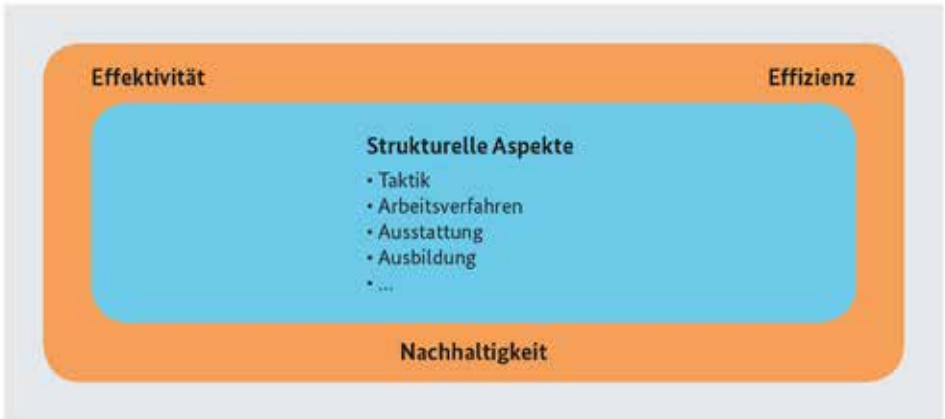 Effektivität
Effizienz
Strukturelle Aspekte
• Taktik
• Arbeitsverfahren
• Ausstattung
• Ausbildung
• ...
Nachhaltigkeit